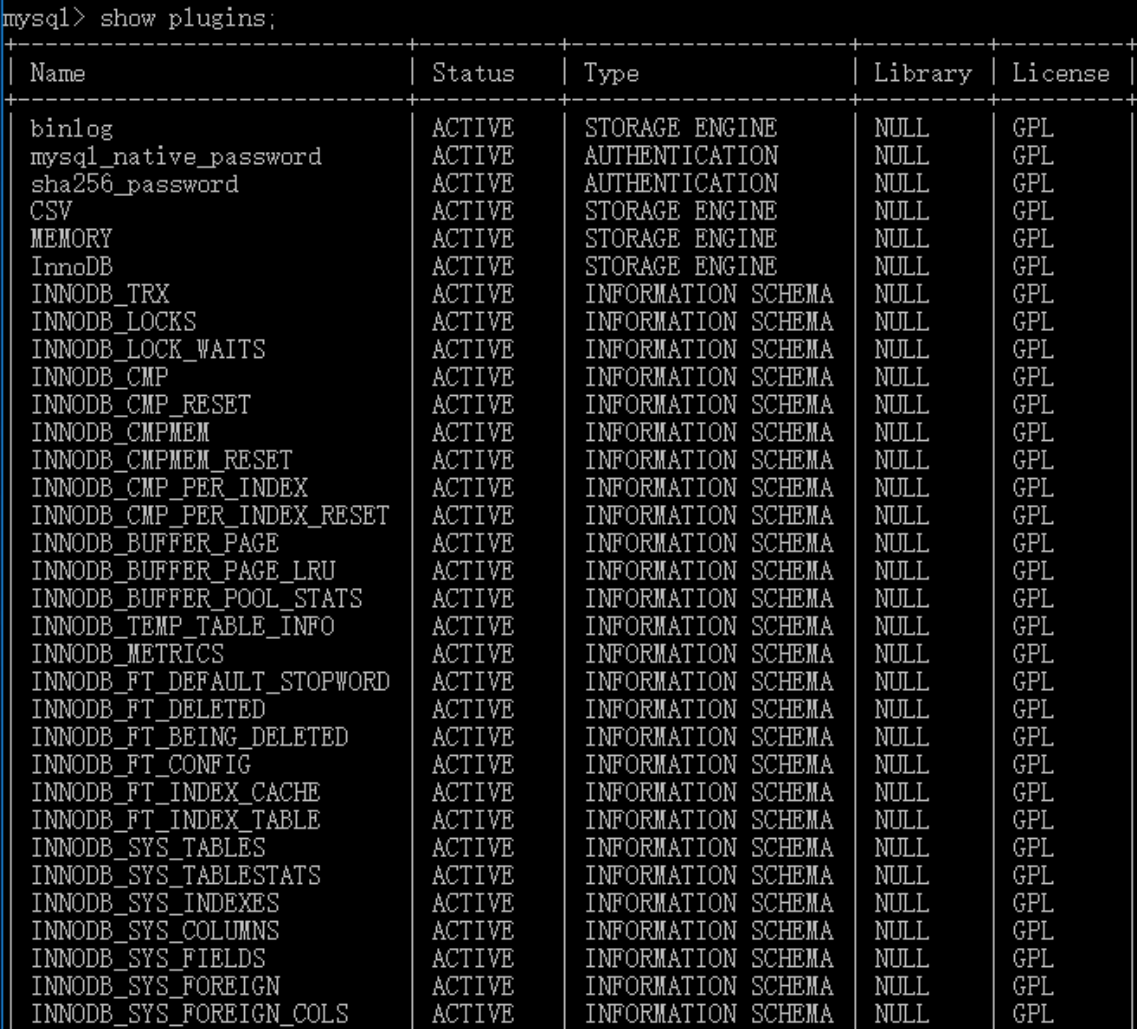 mysql> show plugins;
| Name | Status | Type | Library | License |
| binlog | ACTIVE | STORAGE ENGINE | NULL | GPL |
| mysql_native_password | ACTIVE | AUTHENTICATION | NULL | GPL |
| sha256_password | ACTIVE | AUTHENTICATION | NULL | GPL |
| CSV | ACTIVE | STORAGE ENGINE | NULL | GPL |
| MEMORY | ACTIVE | STORAGE ENGINE | NULL | GPL |
| InnoDB | ACTIVE | STORAGE ENGINE | NULL | GPL |
| INNODB_TRX | ACTIVE | INFORMATION SCHEMA | NULL | GPL |
| INNODB_LOCKS | ACTIVE | INFORMATION SCHEMA | NULL | GPL |
| INNODB_LOCK_WAITS | ACTIVE | INFORMATION SCHEMA | NULL | GPL |
| INNODB_CMP | ACTIVE | INFORMATION SCHEMA | NULL | GPL |
| INNODB_CMP_RESET | ACTIVE | INFORMATION SCHEMA | NULL | GPL |
| INNODB_CMPMEM | ACTIVE | INFORMATION SCHEMA | NULL | GPL |
| INNODB_CMPMEM_RESET | ACTIVE | INFORMATION SCHEMA | NULL | GPL |
| INNODB_CMP_PER_INDEX | ACTIVE | INFORMATION SCHEMA | NULL | GPL |
| INNODB_CMP_PER_INDEX_RESET | ACTIVE | INFORMATION SCHEMA | NULL | GPL |
| INNODB_BUFFER_PAGE | ACTIVE | INFORMATION SCHEMA | NULL | GPL |
| INNODB_BUFFER_PAGE_LRU | ACTIVE | INFORMATION SCHEMA | NULL | GPL |
| INNODB_BUFFER_POOL_STATS | ACTIVE | INFORMATION SCHEMA | NULL | GPL |
| INNODB_TEMP_TABLE_INFO | ACTIVE | INFORMATION SCHEMA | NULL | GPL |
| INNODB_METRICS | ACTIVE | INFORMATION SCHEMA | NULL | GPL |
| INNODB_FT_DEFAULT_STOPWORD | ACTIVE | INFORMATION SCHEMA | NULL | GPL |
| INNODB_FT_DELETED | ACTIVE | INFORMATION SCHEMA | NULL | GPL |
| INNODB_FT_BEING_DELETED | ACTIVE | INFORMATION SCHEMA | NULL | GPL |
| INNODB_FT_CONFIG | ACTIVE | INFORMATION SCHEMA | NULL | GPL |
| INNODB_FT_INDEX_CACHE | ACTIVE | INFORMATION SCHEMA | NULL | GPL |
| INNODB_FT_INDEX_TABLE | ACTIVE | INFORMATION SCHEMA | NULL | GPL |
| INNODB_SYS_TABLES | ACTIVE | INFORMATION SCHEMA | NULL | GPL |
| INNODB_SYS_TABLESTATS | ACTIVE | INFORMATION SCHEMA | NULL | GPL |
| INNODB_SYS_INDEXES | ACTIVE | INFORMATION SCHEMA | NULL | GPL |
| INNODB_SYS_COLUMNS | ACTIVE | INFORMATION SCHEMA | NULL | GPL |
| INNODB_SYS_FIELDS | ACTIVE | INFORMATION SCHEMA | NULL | GPL |
| INNODB_SYS_FOREIGN | ACTIVE | INFORMATION SCHEMA | NULL | GPL |
| INNODB_SYS_FOREIGN_COLS | ACTIVE | INFORMATION SCHEMA | NULL | GPL |